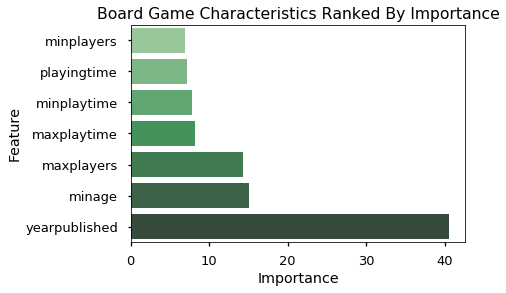 Board Game Characteristics Ranked By Importance
minplayers
playingtime
minplaytime
maxplaytime
maxplayers
minage
yearpublished
Feature
0 10 20 30 40
Importance